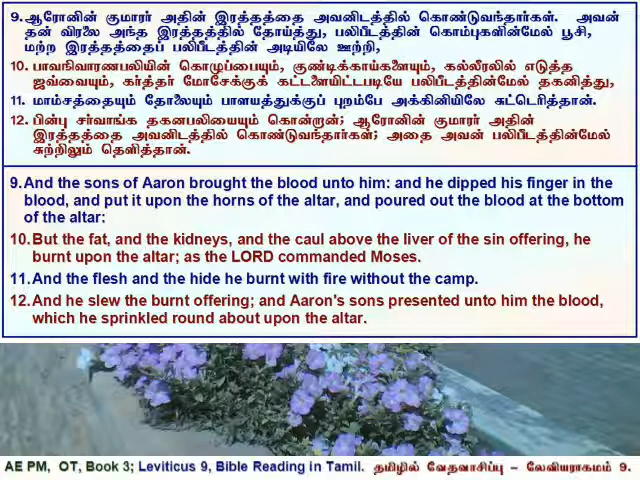 9.ஆரோனின் குமாரர் அதின் இரத்தத்தை அவனிடத்தில் கொண்டுவந்தார்கள். அவன்
தன் விரலை அந்த இரத்தத்தில் தோய்த்து, பலிபீடத்தின் கொம்புகளின்மேல் பூசி,
மற்ற இரத்தத்தைப் பலிபீடத்தின் அடியிலே ஊற்றி,
10. பாவநிவாரணபலியின் கொழுப்பையும், குண்டிக்காய்களையும், கல்லீரலில் எடுத்த
ஜவ்வையும், கர்த்தர் மோசேக்குக் கட்டளையிட்டபடியே பலிபீடத்தின்மேல் தகனித்து,
11. மாம்சத்தையும் தோலையும் பாளயத்துக்குப் புறம்பே அக்கினியிலே சுட்டெரித்தான்.
12. பின்பு சர்வாங்க தகனபலியையும் கொன்றான்; ஆரோனின் குமாரர் அதின்
இரத்தத்தை அவனிடத்தில் கொண்டுவந்தார்கள்; அதை அவன் பலிபீடத்தின்மேல்
சுற்றிலும் தெளித்தான்.
9.And the sons of Aaron brought the blood unto him: and he dipped his finger in the
blood, and put it upon the horns of the altar, and poured out the blood at the bottom
of the altar:
10.But the fat, and the kidneys, and the caul above the liver of the sin offering, he
burnt upon the altar; as the LORD commanded Moses.
11.And the flesh and the hide he burnt with fire without the camp.
12.And he slew the burnt offering; and Aaron's sons presented unto him the blood,
which he sprinkled round about upon the altar.
AE PM, OT, Book 3; Leviticus 9, Bible Reading in Tamil. தமிழில் வேதவாசிப்பு – லேவியராகமம் 9.